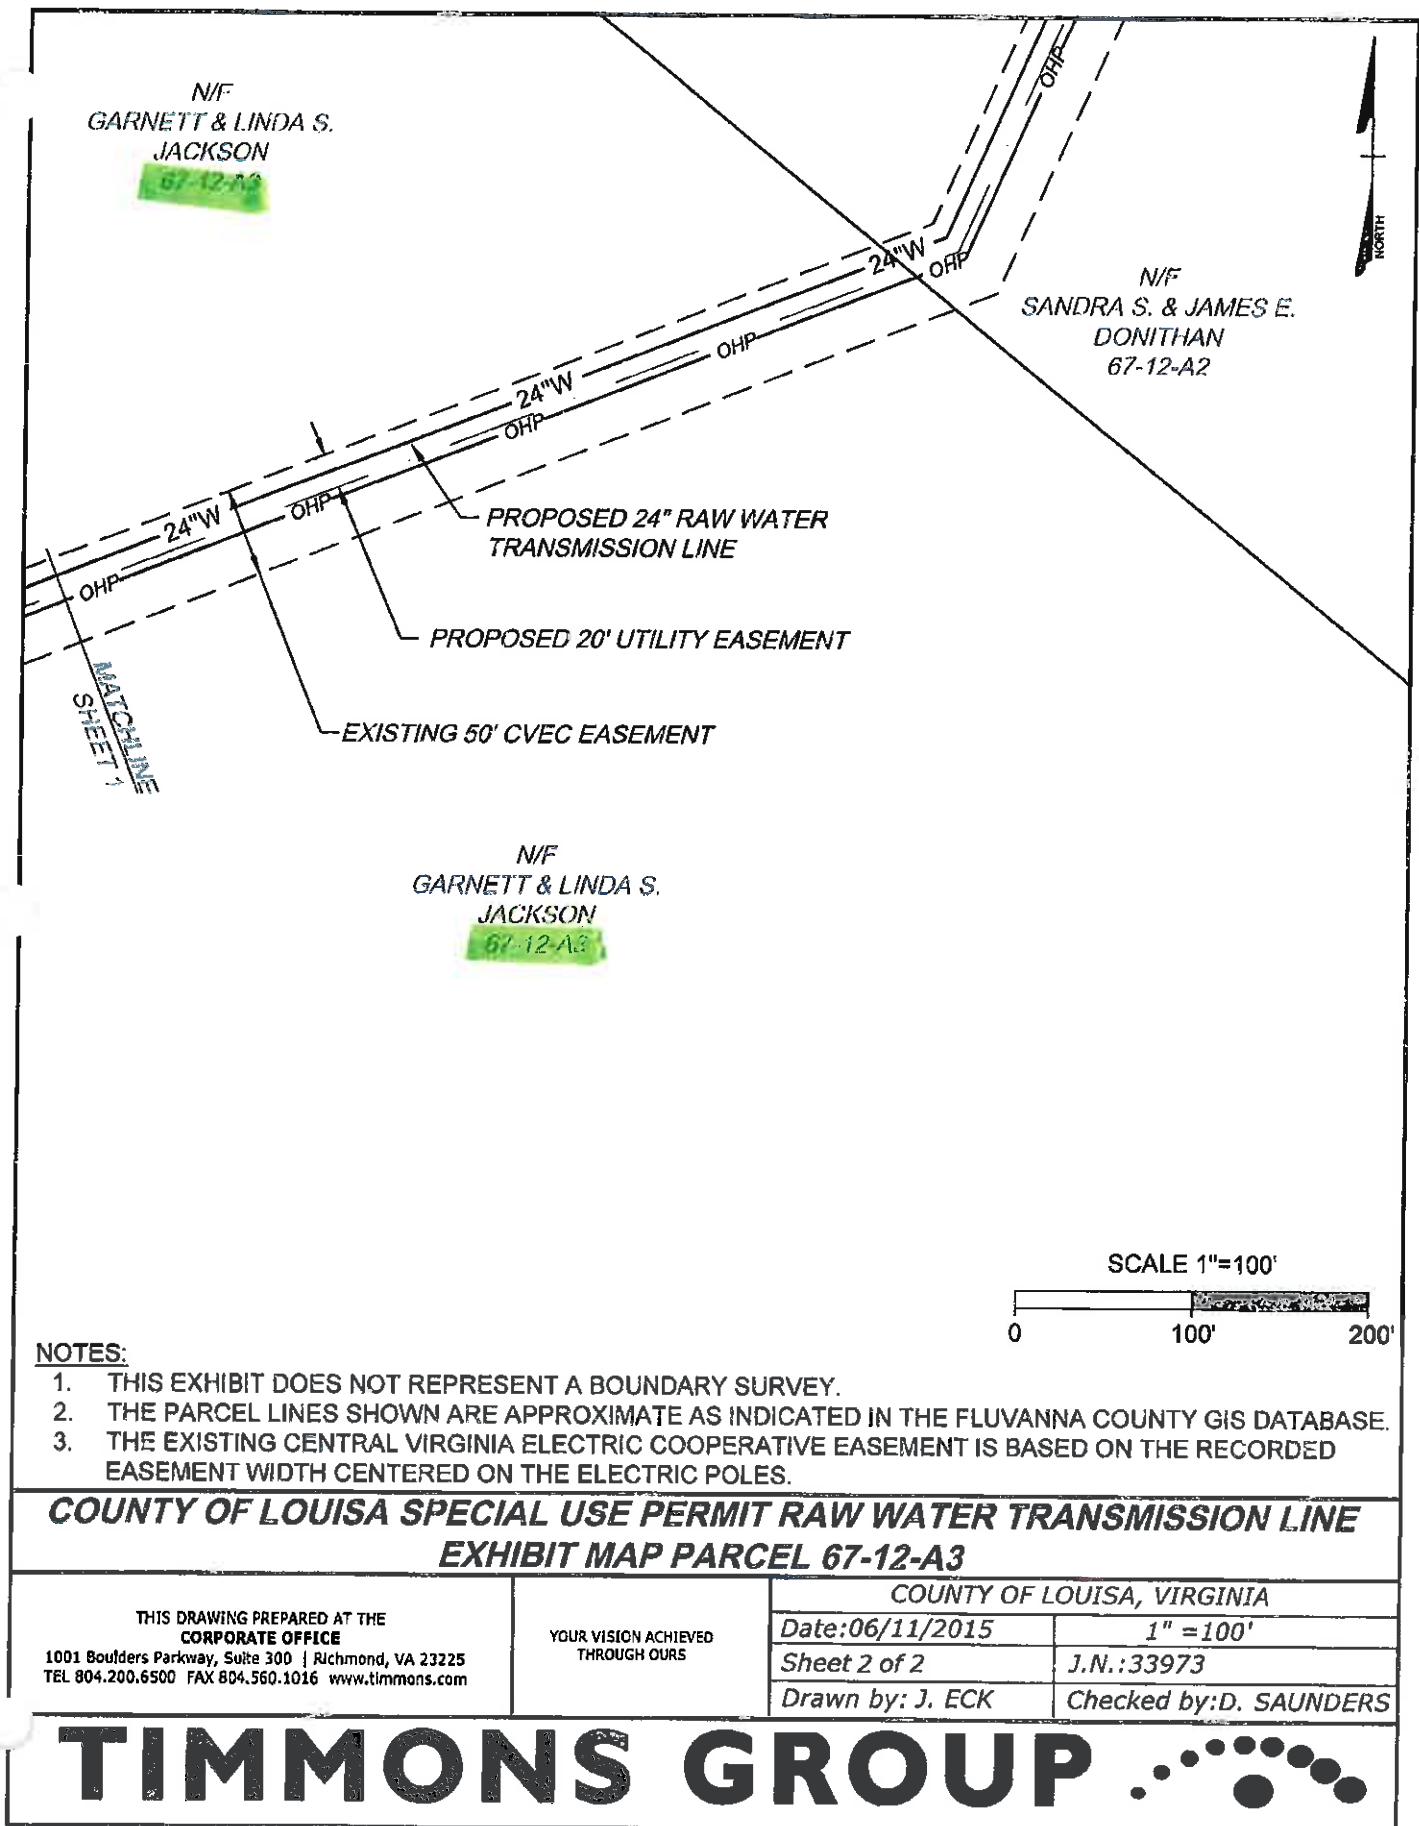 N/F
GARNETT & LINDA S.
JACKSON
67-12-A3
OHP
NORTH
24"W
OHP
N/F
SANDRA S. & JAMES E.
DONITHAN
67-12-A2
OHP
24"W
OHP
24"W
OHP
OHP
PROPOSED 24" RAW WATER
TRANSMISSION LINE
PROPOSED 20' UTILITY EASEMENT
EXISTING 50' CVEC EASEMENT
MATCHLINE
SHEET 1
N/F
GARNETT & LINDA S.
JACKSON
67-12-A3
SCALE 1"=100'
0 100' 200'
NOTES:
1. THIS EXHIBIT DOES NOT REPRESENT A BOUNDARY SURVEY.
2. THE PARCEL LINES SHOWN ARE APPROXIMATE AS INDICATED IN THE FLUVANNA COUNTY GIS DATABASE.
3. THE EXISTING CENTRAL VIRGINIA ELECTRIC COOPERATIVE EASEMENT IS BASED ON THE RECORDED
EASEMENT WIDTH CENTERED ON THE ELECTRIC POLES.
COUNTY OF LOUISA SPECIAL USE PERMIT RAW WATER TRANSMISSION LINE
EXHIBIT MAP PARCEL 67-12-A3
THIS DRAWING PREPARED AT THE
CORPORATE OFFICE
1001 Boulders Parkway, Suite 300 | Richmond, VA 23225
TEL 804.200.6500 FAX 804.560.1016 www.timmons.com
YOUR VISION ACHIEVED
THROUGH OURS
COUNTY OF LOUISA, VIRGINIA
Date:06/11/2015 1" =100'
Sheet 2 of 2 J.N.:33973
Drawn by: J. ECK Checked by:D. SAUNDERS
TIMMONS GROUP